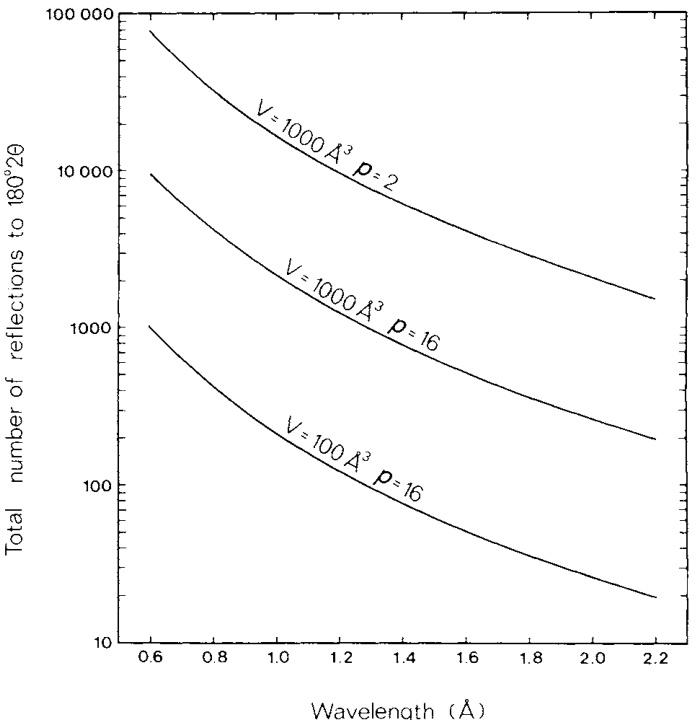 Total number of reflections to 180°2θ
100 000
10 000
1000
100
10
V=1000 Å³ p=2
V=1000 Å³ p=16
V=100 Å³ p=16
0.6 0.8 1.0 1.2 1.4 1.6 1.8 2.0 2.2
Wavelength (Å)